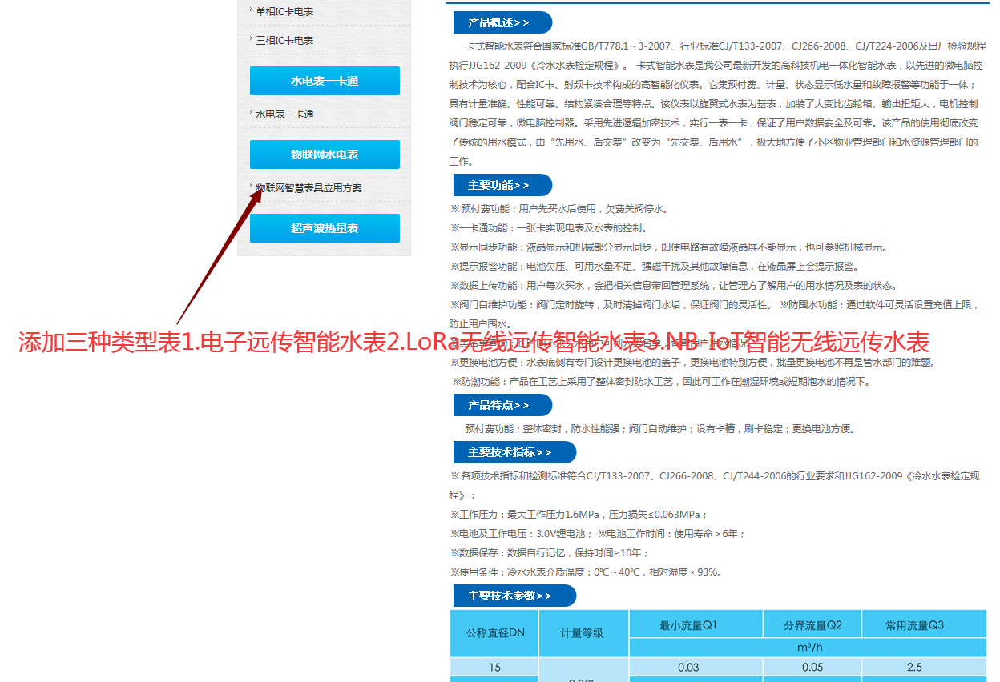 单相IC卡电表
三相IC卡电表
水电表一卡通
水电表一卡通
物联网水电表
物联网智慧表具应用方案
超声波热量表
添加三种类型表1.电子远传智能水表2.LoRa无线远传智能水表3.NB-IoT智能无线远传水表
产品概述>>
卡式智能水表符合国家标准GB/T778.1～3-2007、行业标准CJ/T133-2007、CJ266-2008、CJ/T224-2006及出厂检验规程
执行JJG162-2009《冷水水表检定规程》。 卡式智能水表是我公司最新开发的高科技机电一体化智能水表，以先进的微电脑控
制技术为核心，配合IC卡、射频卡技术构成的高智能化仪表。它集预付费、计量、状态显示低水量和故障报警等功能于一体；
具有计量准确、性能可靠、结构紧凑合理等特点。该仪表以旋翼式水表为基表，加装了大变比齿轮箱、输出扭矩大，电机控制
阀门稳定可靠，微电脑控制器。采用先进逻辑加密技术，实行一表一卡，保证了用户数据安全及可靠。该产品的使用彻底改变
了传统的用水模式，由“先用水、后交费”改变为“先交费、后用水”，极大地方便了小区物业管理部门和水资源管理部门的
工作。
主要功能>>
※预付费功能：用户先买水后使用，欠费关阀停水。
※一卡通功能：一张卡实现电表及水表的控制。
※显示同步功能：液晶显示和机械部分显示同步，即使电路有故障液晶屏不能显示，也可参照机械显示。
※提示报警功能：电池欠压、可用水量不足、强磁干扰及其他故障信息，在液晶屏上会提示报警。
※数据上传功能：用户每次买水，会把相关信息带回管理系统，让管理方了解用户的用水情况及表的状态。
※阀门自维护功能：阀门定时旋转，及时清掉阀门水垢，保证阀门的灵活性。 ※防囤水功能：通过软件可灵活设置充值上限，
防止用户囤水。
※更换电池方便：水表底侧有专门设计更换电池的盖子，更换电池特别方便，批量更换电池不再是管水部门的难题。
※防潮功能：产品在工艺上采用了整体密封防水工艺，因此可工作在潮湿环境或短期泡水的情况下。
产品特点>>
预付费功能；整体密封，防水性能强；阀门自动维护；设有卡槽，刷卡稳定；更换电池方便。
主要技术指标>>
※各项技术指标和检测标准符合CJ/T133-2007、CJ266-2008、CJ/T244-2006的行业要求和JJG162-2009《冷水水表检定规
程》；
※工作压力：最大工作压力1.6MPa，压力损失≤0.063MPa；
※电池及工作电压：3.0V锂电池； ※电池工作时间：使用寿命＞6年；
※数据保存：数据自行记忆，保持时间≥10年；
※使用条件：冷水水表介质温度：0℃～40℃，相对湿度﹤93%。
主要技术参数>>
公称直径DN 计量等级 最小流量Q1 分界流量Q2 常用流量Q3
m³/h
15 0.03 0.05 2.5